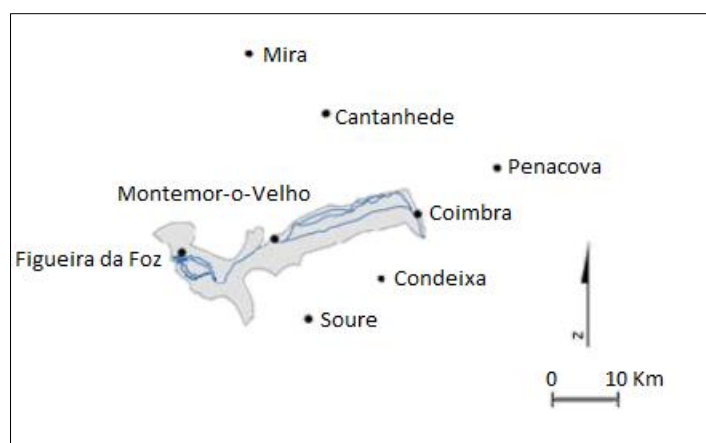 Mira
Cantanhede
Penacova
Montemor-o-Velho
Coimbra
Figueira da Foz
Condeixa
Soure
N
0 10 Km